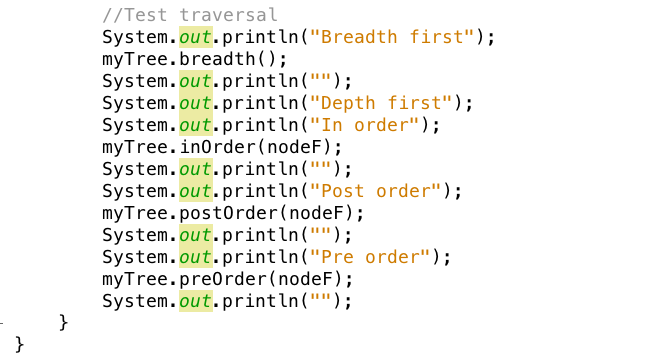 //Test traversal
System.out.println("Breadth first");
myTree.breadth();
System.out.println("");
System.out.println("Depth first");
System.out.println("In order");
myTree.inOrder(nodeF);
System.out.println("");
System.out.println("Post order");
myTree.postOrder(nodeF);
System.out.println("");
System.out.println("Pre order");
myTree.preOrder(nodeF);
System.out.println("");
}
}